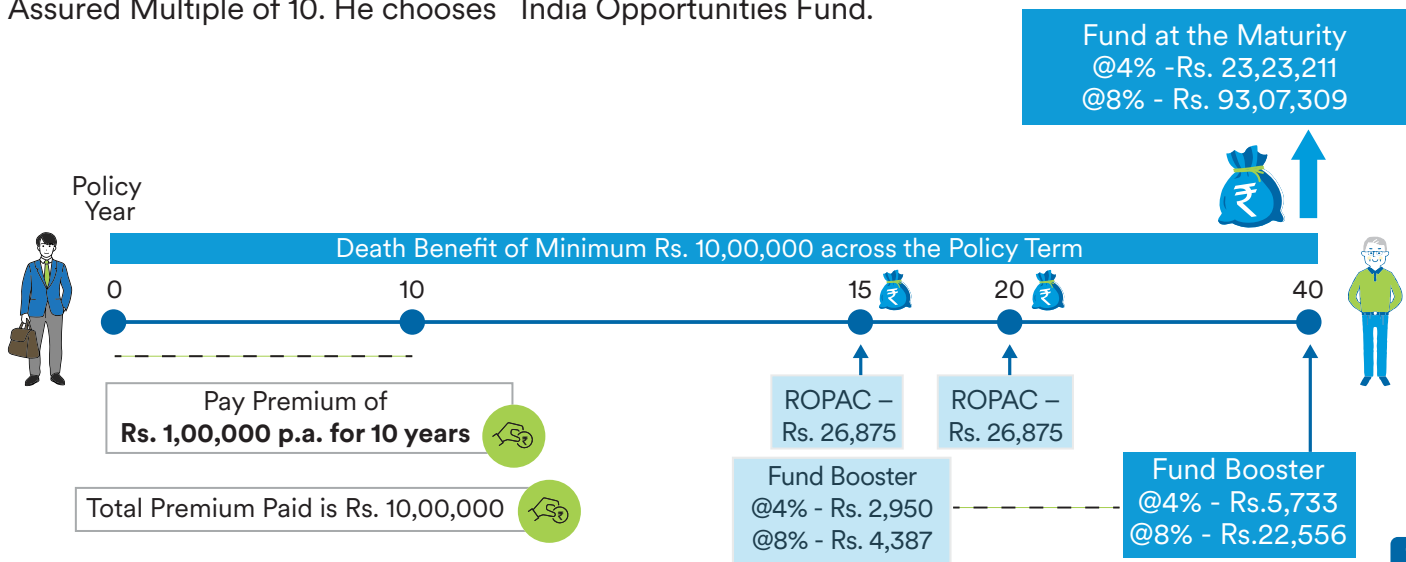 Assured Multiple of 10. He chooses India Opportunities Fund.
Fund at the Maturity
@4% -Rs. 23,23,211
@8% - Rs. 93,07,309
Policy
Year
Death Benefit of Minimum Rs. 10,00,000 across the Policy Term
0 10 15 ₹ 20 ₹ 40
₹
Pay Premium of
Rs. 1,00,000 p.a. for 10 years
Total Premium Paid is Rs. 10,00,000
ROPAC –
Rs. 26,875
ROPAC –
Rs. 26,875
Fund Booster
@4% - Rs. 2,950
@8% - Rs. 4,387
Fund Booster
@4% - Rs.5,733
@8% - Rs.22,556